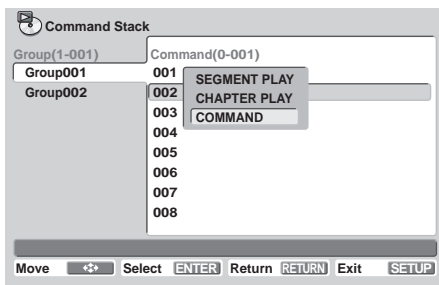 Command Stack
Group(1-001) Command(0-001)
Group001 001 SEGMENT PLAY
Group002 002 CHAPTER PLAY
003 COMMAND
004
005
006
007
008
Move Select ENTER Return RETURN Exit SETUP